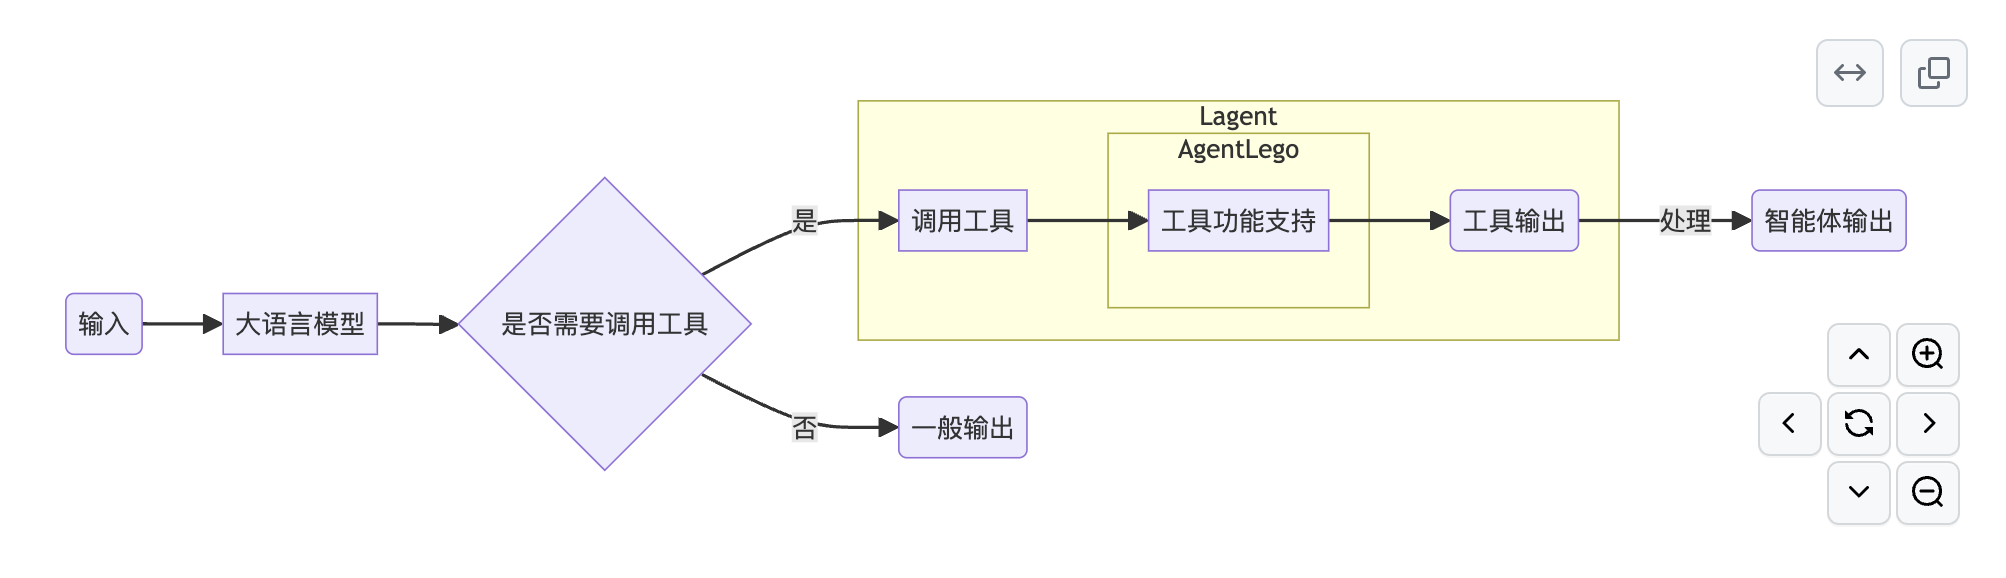 Lagent
AgentLego
输入
大语言模型
是否需要调用工具
是
调用工具
工具功能支持
工具输出
处理
智能体输出
否
一般输出